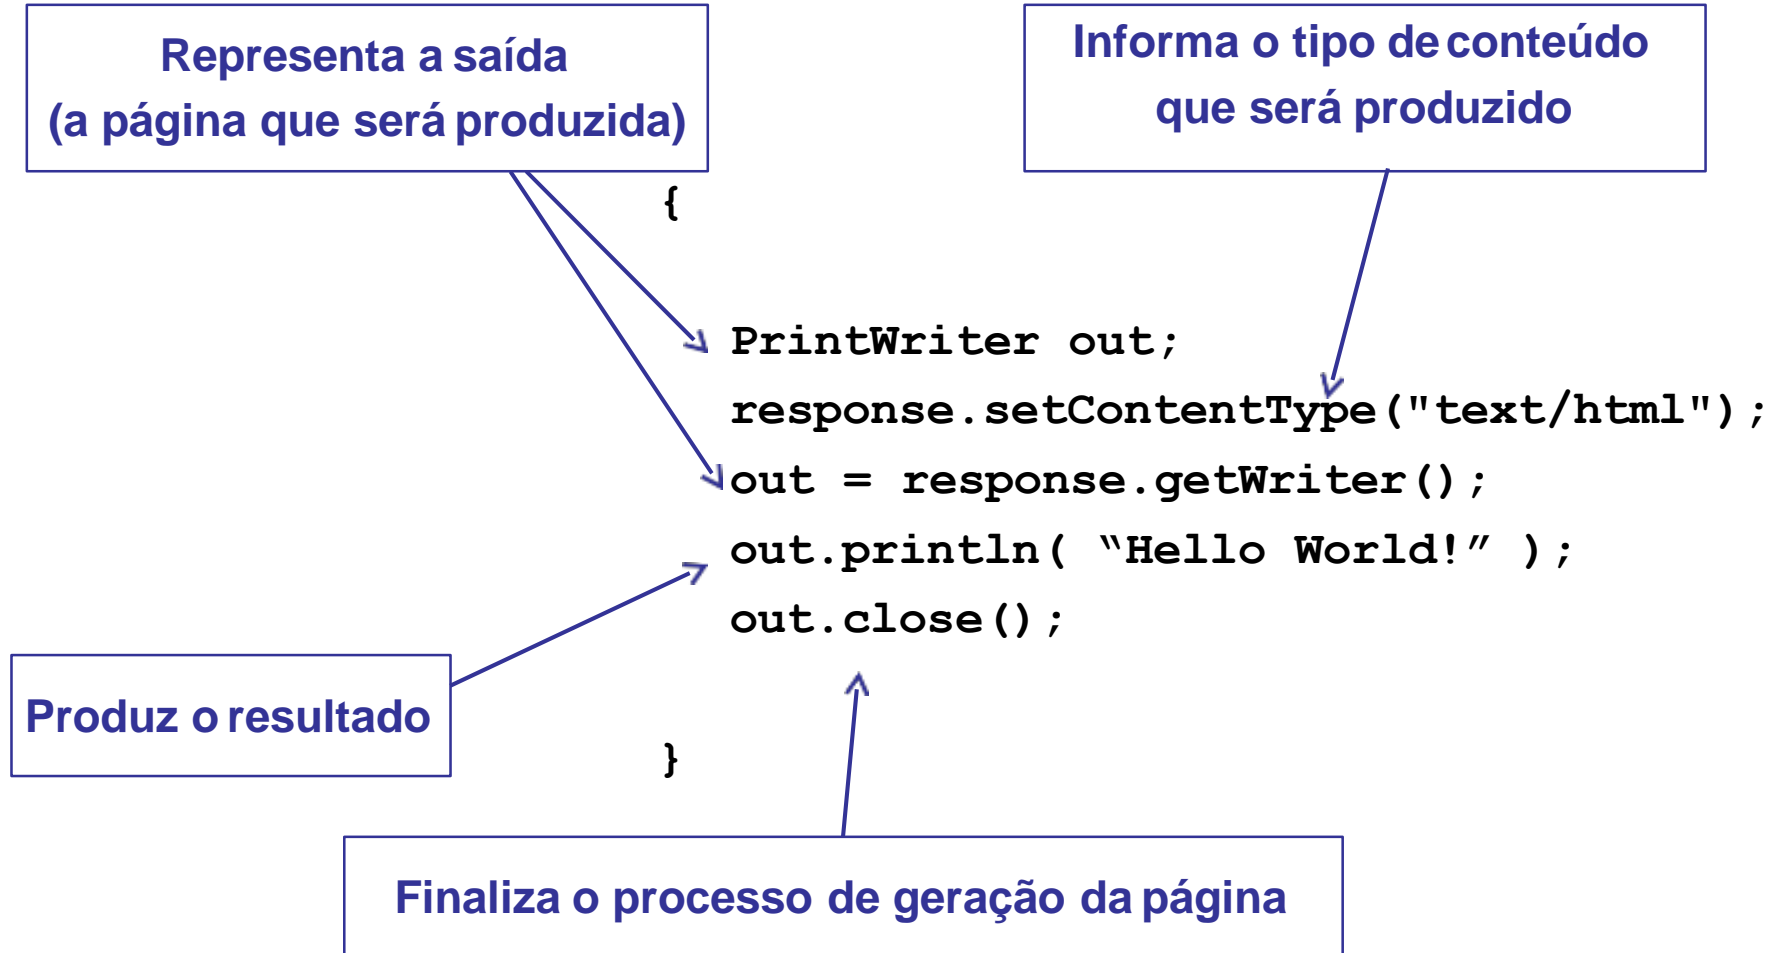 Representa a saída
(a página que será produzida)
Informa o tipo de conteúdo
que será produzido
{
PrintWriter out;
response.setContentType("text/html");
out = response.getWriter();
out.println( “Hello World!” );
out.close();
Produz o resultado
}
Finaliza o processo de geração da página